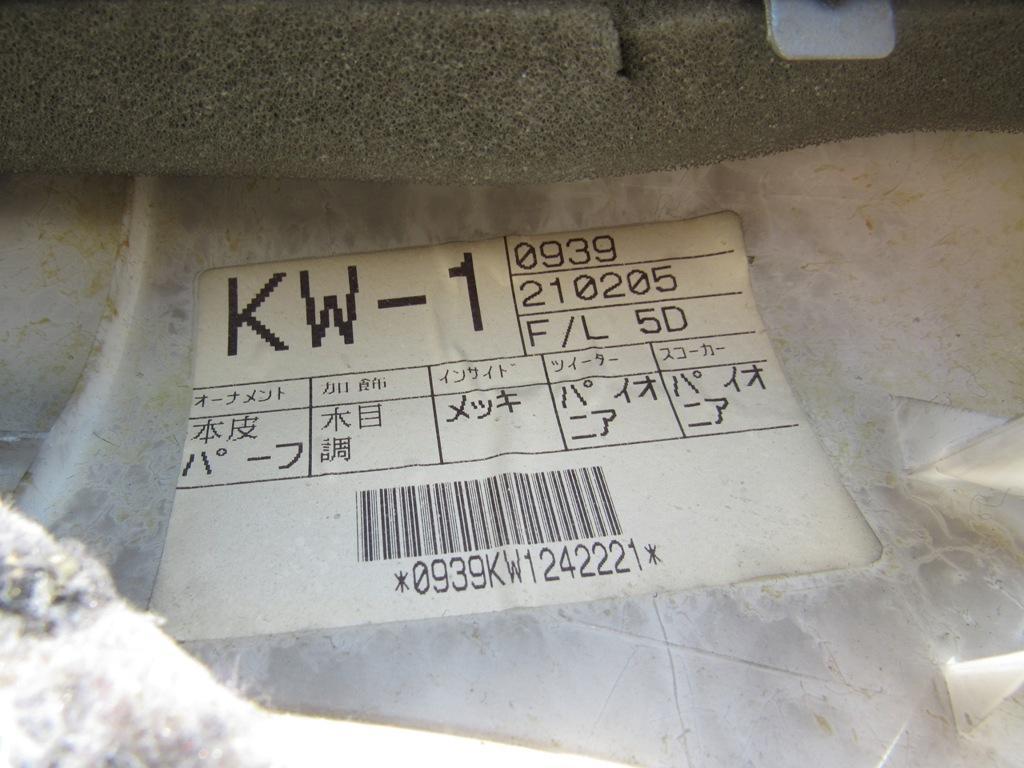 KW-1
0939
210205
F/L 5D
オーナメント 加飾 インサイド ツイーター スコーカー
本皮 木目 メッキ パイオ パイオ
パーフ 調 ニア ニア
*0939KW1242221*